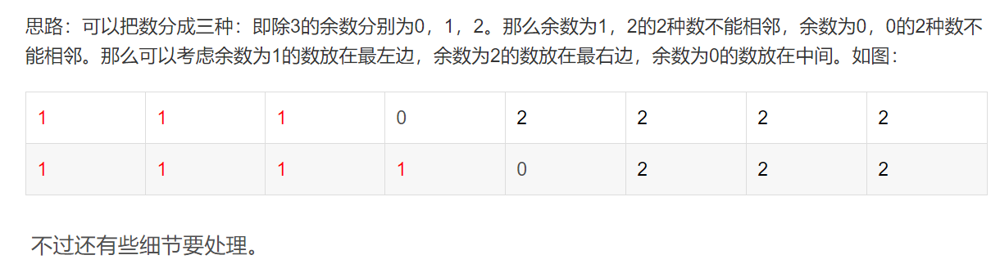 思路：可以把数分成三种：即除3的余数分别为0，1，2。那么余数为1，2的2种数不能相邻，余数为0，0的2种数不
能相邻。那么可以考虑余数为1的数放在最左边，余数为2的数放在最右边，余数为0的数放在中间。如图：
1 1 1 0 2 2 2 2
1 1 1 1 0 2 2 2
不过还有些细节要处理。